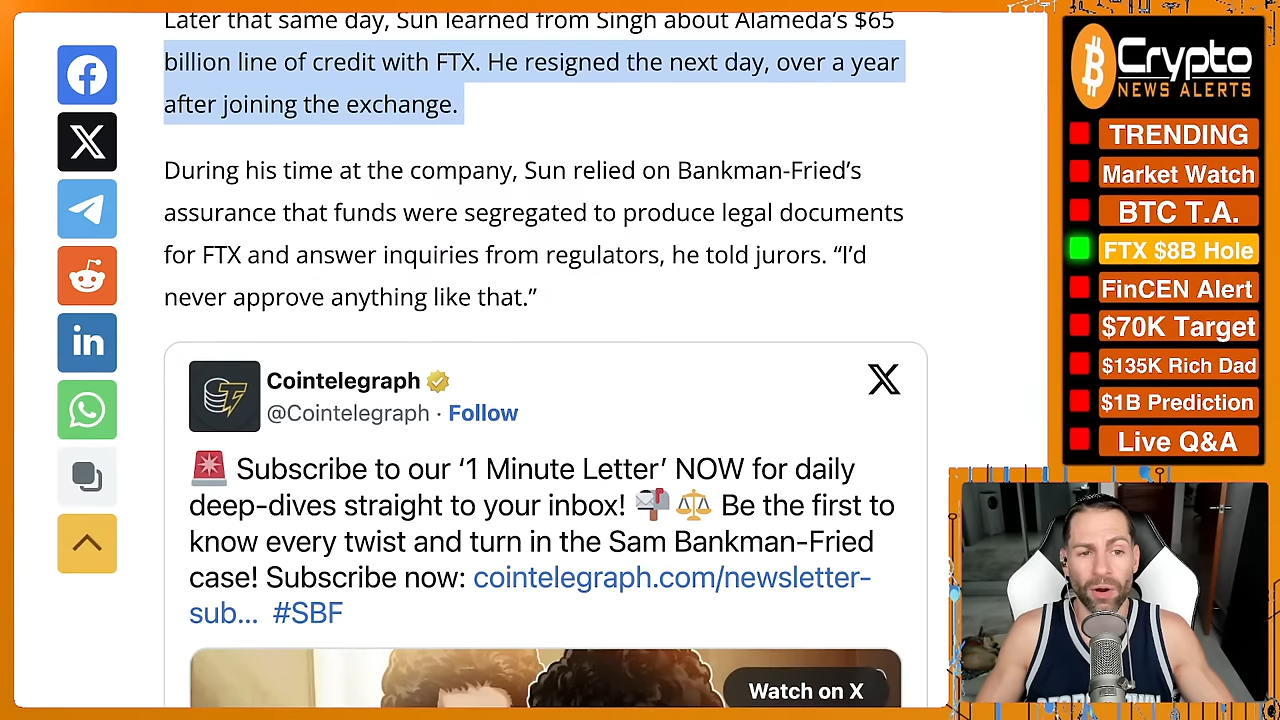 Later that same day, Sun learned from Singh about Alameda’s $65
billion line of credit with FTX. He resigned the next day, over a year
after joining the exchange.
During his time at the company, Sun relied on Bankman-Fried’s
assurance that funds were segregated to produce legal documents
for FTX and answer inquiries from regulators, he told jurors. “I’d
never approve anything like that.”
Cointelegraph
@Cointelegraph · Follow
🚨 Subscribe to our ‘1 Minute Letter’ NOW for daily
deep-dives straight to your inbox! 📬 ⚖️ Be the first to
know every twist and turn in the Sam Bankman-Fried
case! Subscribe now: cointelegraph.com/newsletter-
sub… #SBF
Watch on X
Crypto
NEWS ALERTS
TRENDING
Market Watch
BTC T.A.
FTX $8B Hole
FinCEN Alert
$70K Target
$135K Rich Dad
$1B Prediction
Live Q&A